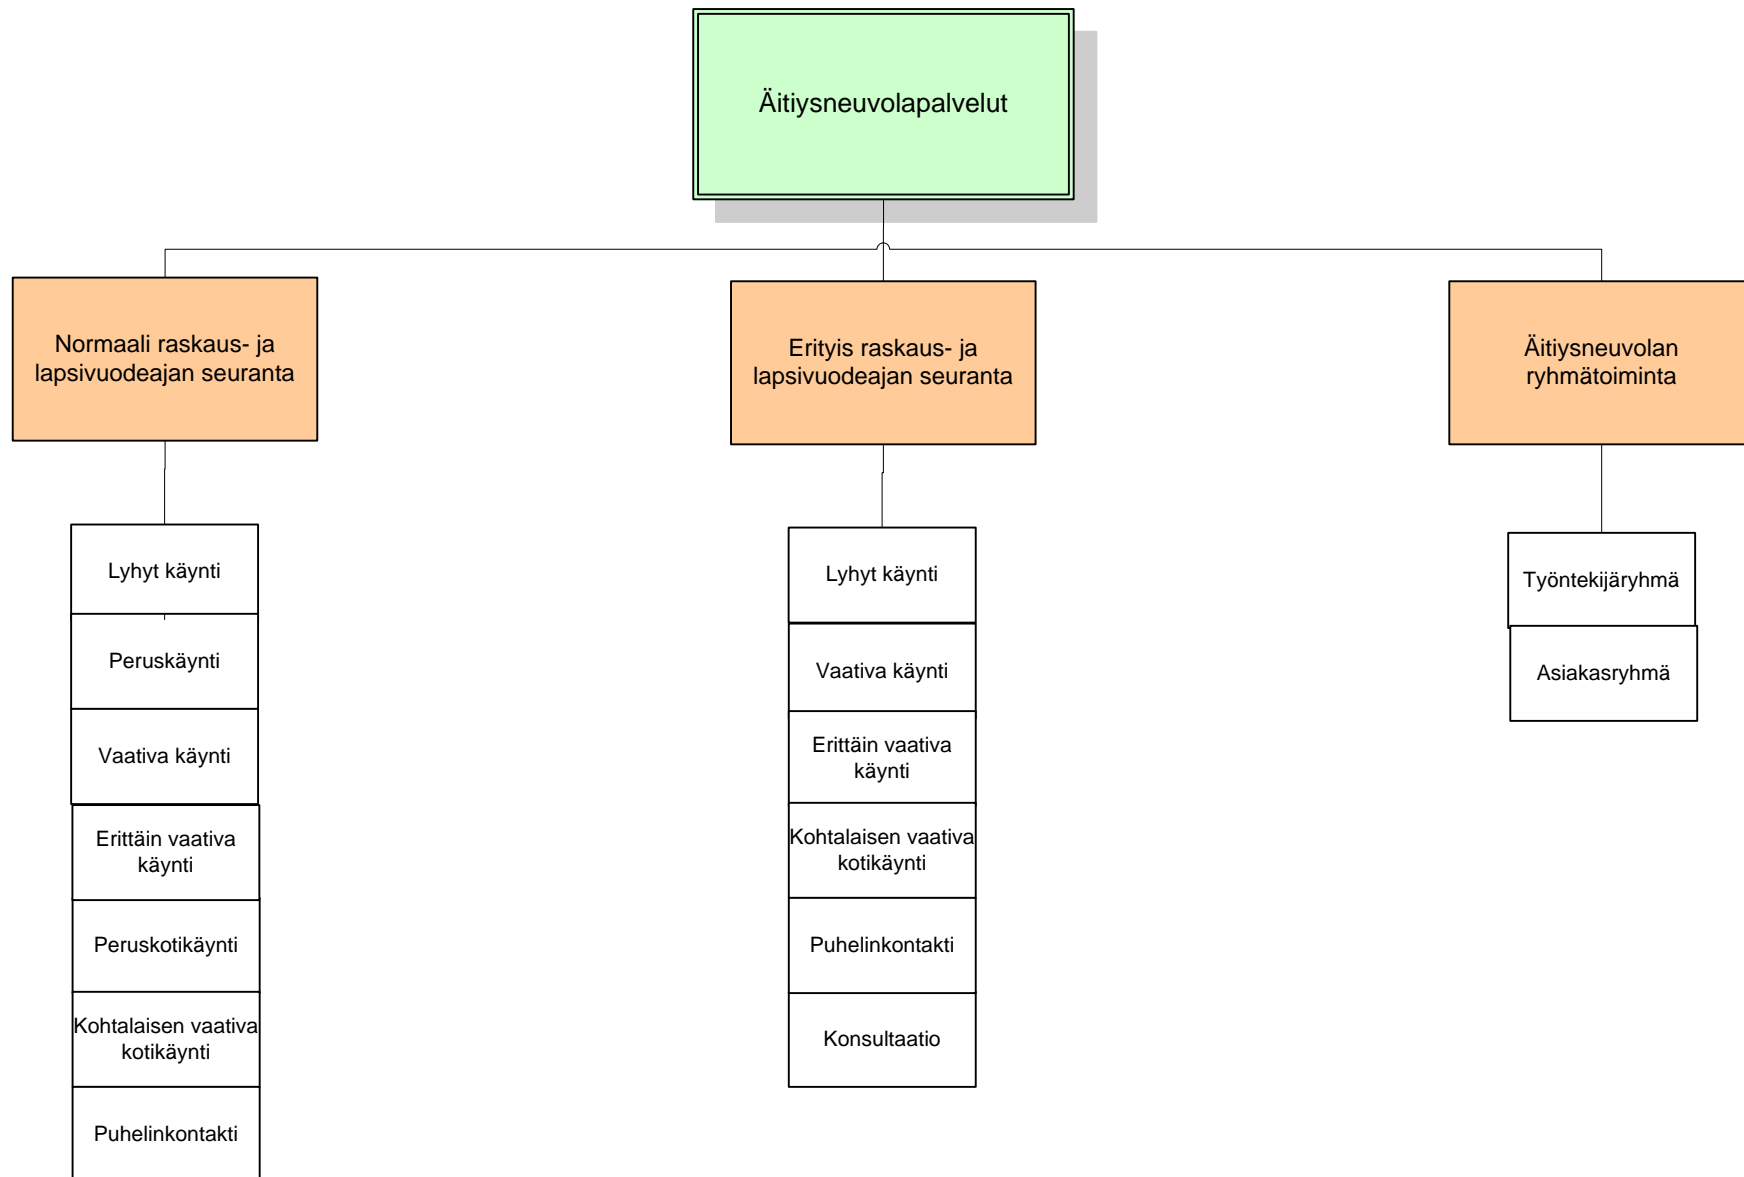 Äitiysneuvolapalvelut
Normaali raskaus- ja
lapsivuodeajan seuranta
Erityis raskaus- ja
lapsivuodeajan seuranta
Äitiysneuvolan
ryhmätoiminta
Lyhyt käynti
Peruskäynti
Vaativa käynti
Erittäin vaativa
käynti
Peruskotikäynti
Kohtalaisen vaativa
kotikäynti
Puhelinkontakti
Lyhyt käynti
Vaativa käynti
Erittäin vaativa
käynti
Kohtalaisen vaativa
kotikäynti
Puhelinkontakti
Konsultaatio
Työntekijäryhmä
Asiakasryhmä